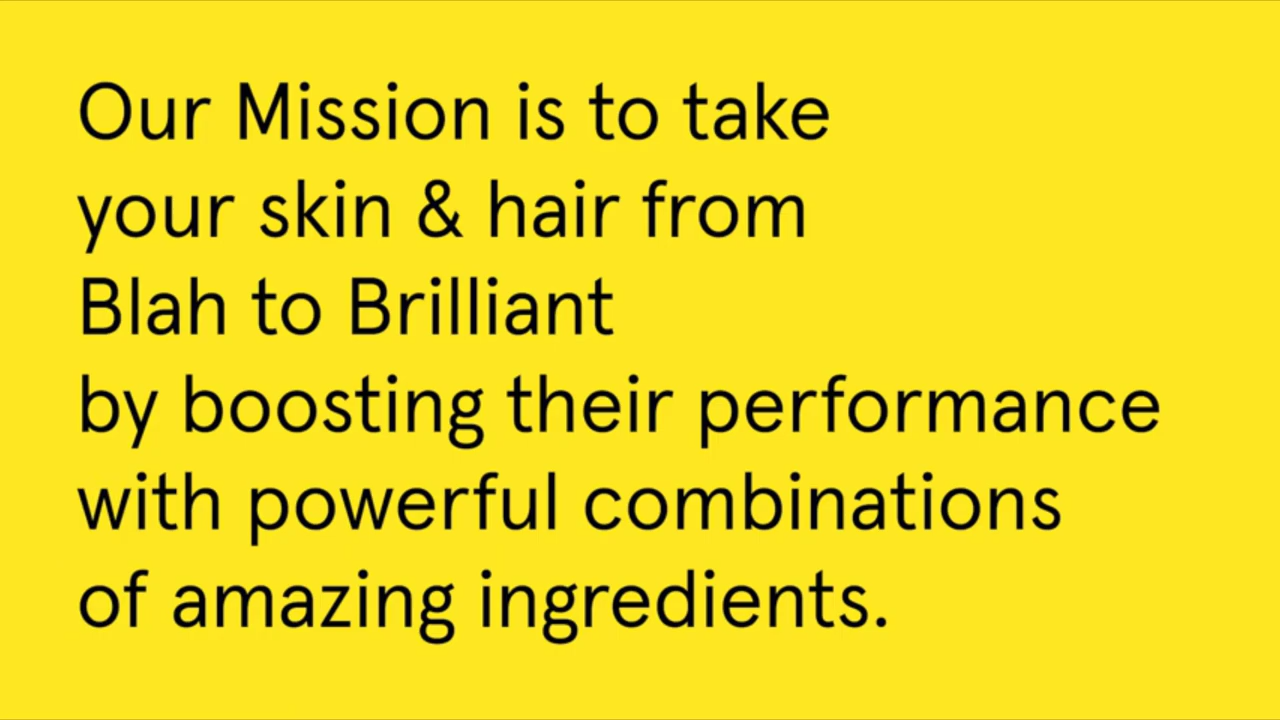 Our Mission is to take
your skin & hair from
Blah to Brilliant
by boosting their performance
with powerful combinations
of amazing ingredients.